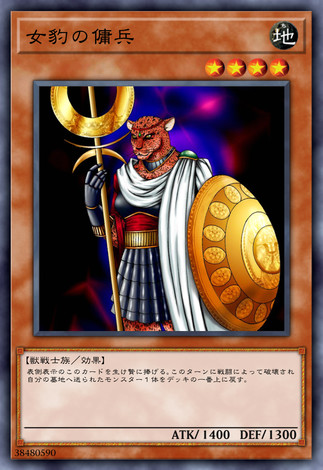 女豹の傭兵
地
【獣戦士族／効果】
表側表示のこのカードを生け贄に捧げる。このターンに戦闘によって破壊され
自分の墓地へ送られたモンスター１体をデッキの一番上に戻す。
ATK/1400 DEF/1300
38480590